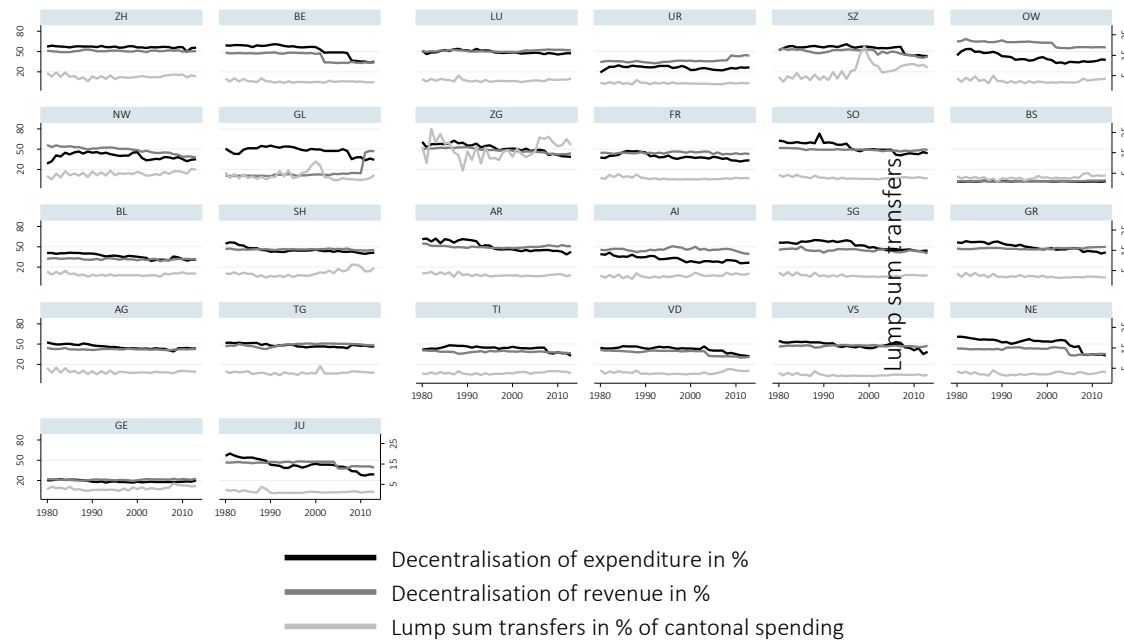 ZH BE LU UR SZ OW
80
50
20
NW GL ZG FR SO BS
80
50
20
BL SH AR AI SG GR
80
50
20
AG TG TI VD VS NE
80
50
20
1980 1990 2000 2010 1980 1990 2000 2010 1980 1990 2000 2010 1980 1990 2000 2010
Lump sum transfers
GE JU
80 25
50 15
20 5
1980 1990 2000 2010 1980 1990 2000 2010
Decentralisation of expenditure in %
Decentralisation of revenue in %
Lump sum transfers in % of cantonal spending